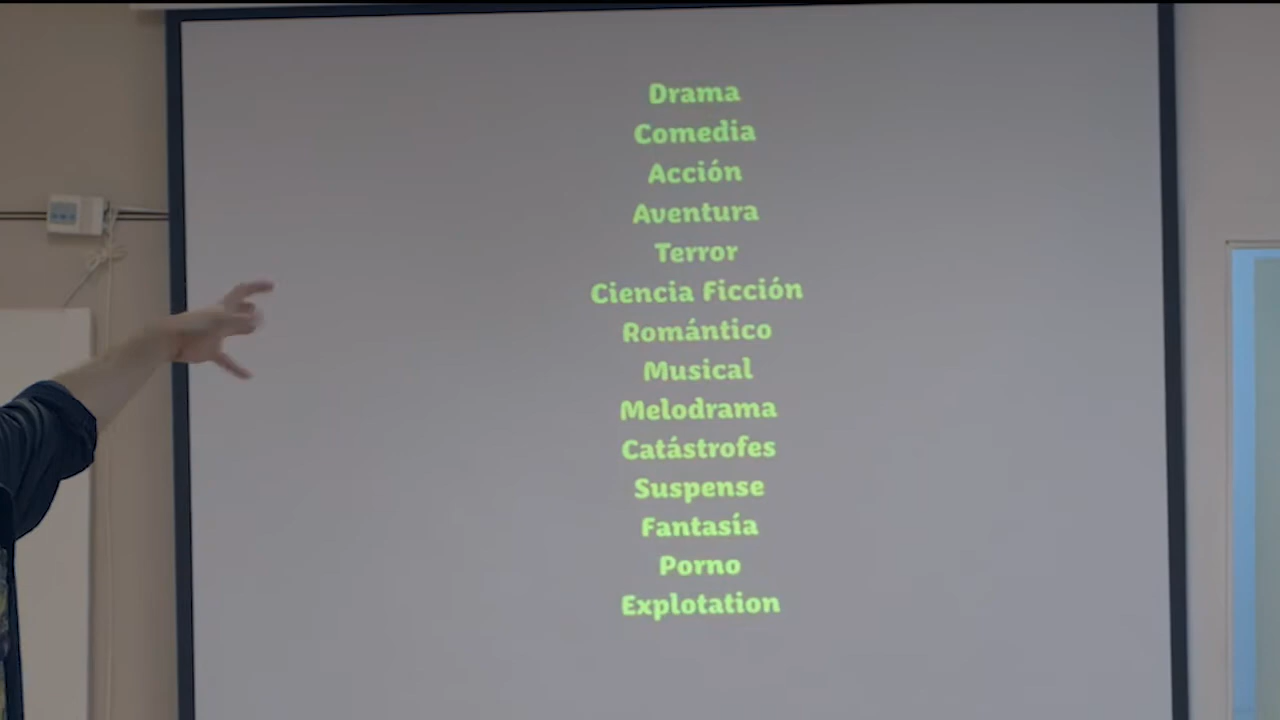 Drama
Comedia
Acción
Aventura
Terror
Ciencia Ficción
Romántico
Musical
Melodrama
Catástrofes
Suspense
Fantasía
Porno
Explotation